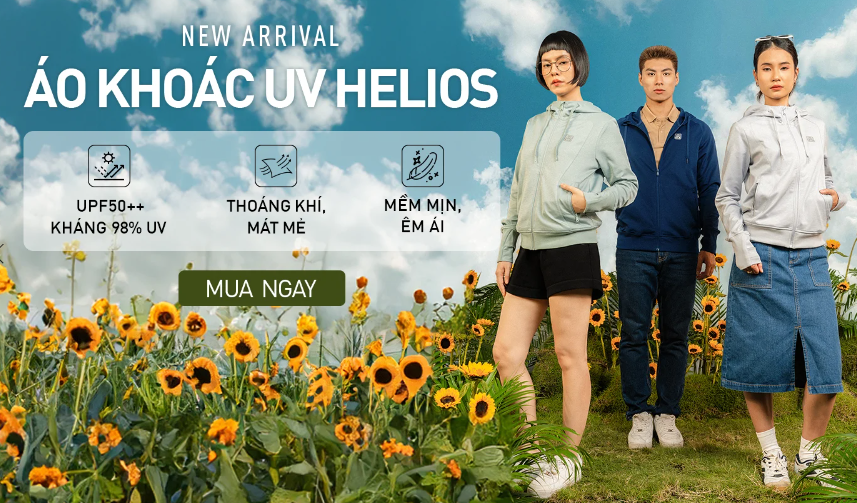 NEW ARRIVAL
ÁO KHOÁC UV HELIOS
UPF50++
KHÁNG 98% UV
THOÁNG KHÍ,
MÁT MẺ
MỀM MỊN,
ÊM ÁI
MUA NGAY